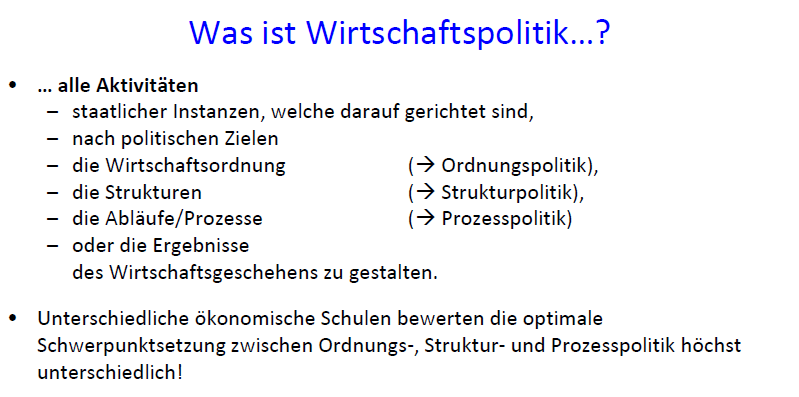 Was ist Wirtschaftspolitik…?
• … alle Aktivitäten
– staatlicher Instanzen, welche darauf gerichtet sind,
– nach politischen Zielen
– die Wirtschaftsordnung (→ Ordnungspolitik),
– die Strukturen (→ Strukturpolitik),
– die Abläufe/Prozesse (→ Prozesspolitik)
– oder die Ergebnisse
des Wirtschaftsgeschehens zu gestalten.
• Unterschiedliche ökonomische Schulen bewerten die optimale
Schwerpunktsetzung zwischen Ordnungs-, Struktur- und Prozesspolitik höchst
unterschiedlich!